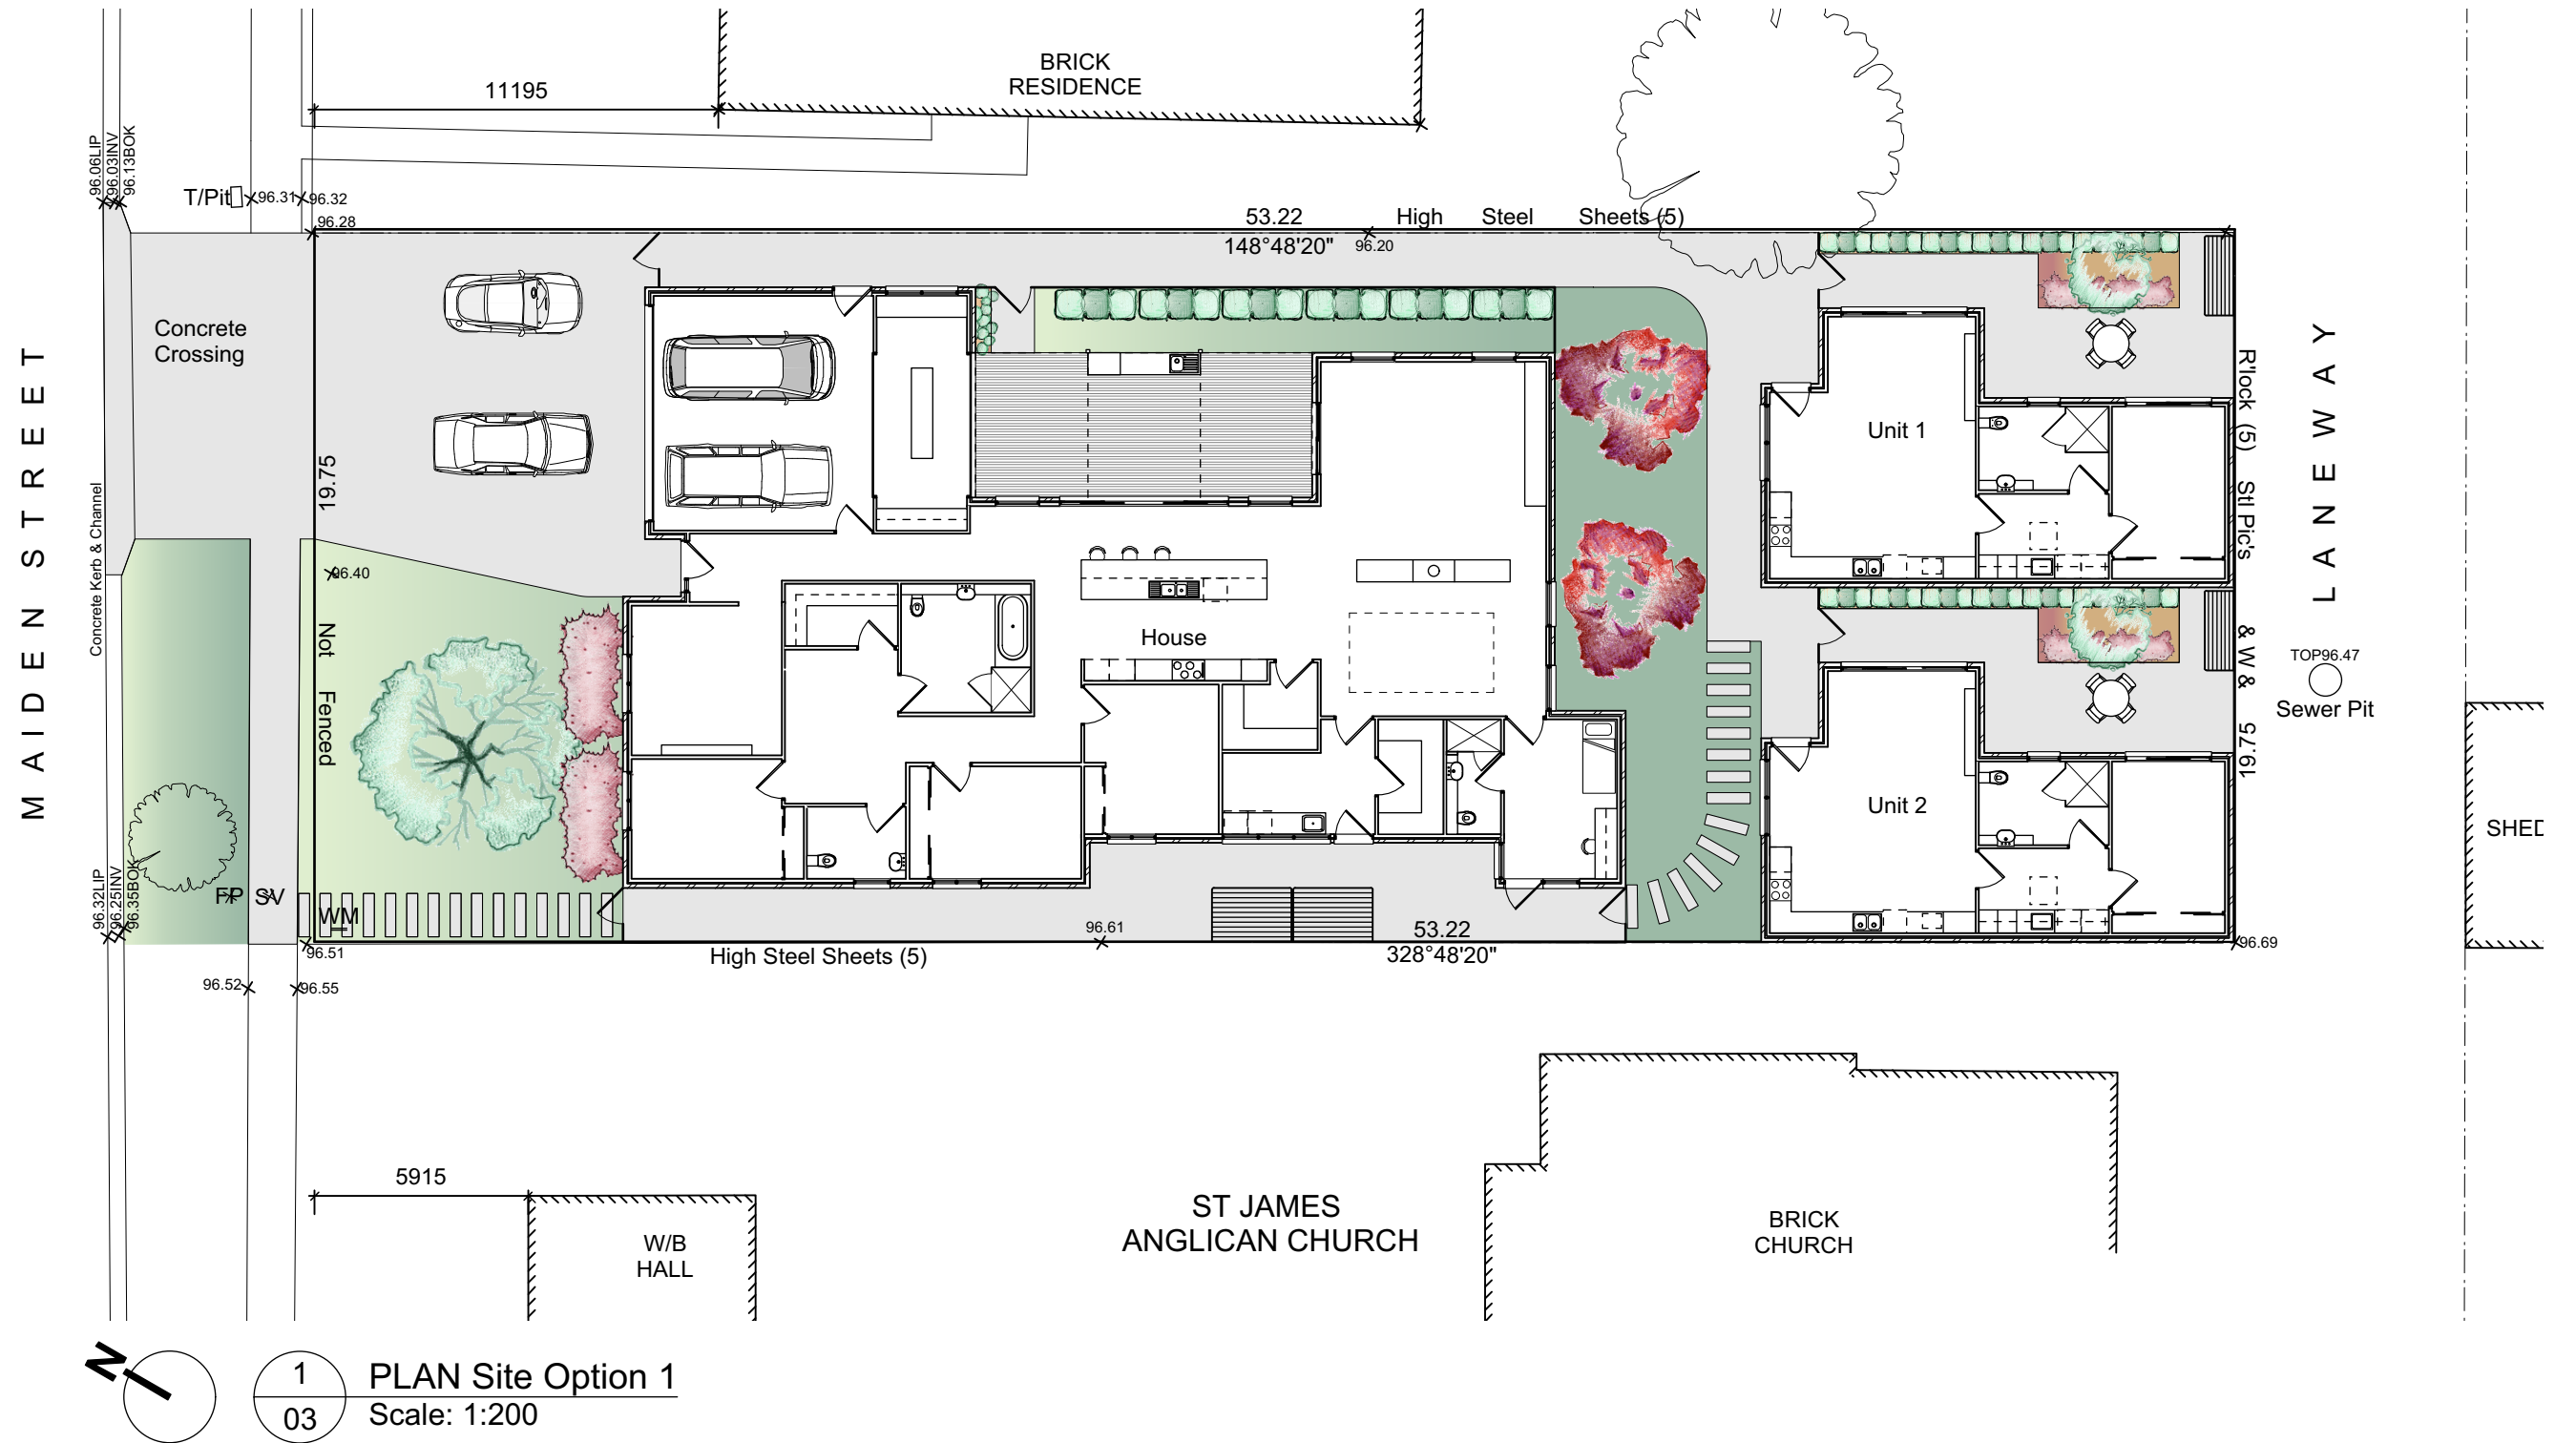 BRICK
RESIDENCE
11195
96.06LIP
96.03INV
96.13BOK
T/Pit
96.31
96.32
96.28
53.22
High Steel Sheets (5)
148°48'20"
96.20
Concrete
Crossing
MAIDEN STREET
Concrete Kerb & Channel
19.75
96.40
Not Fenced
House
Unit 1
Unit 2
R'lock (5) Stl Pic's & W &
19.75
LANEWAY
TOP96.47
Sewer Pit
SHED
96.32LIP
96.25INV
96.35BOK
FP
SV
WM
96.51
96.52
96.55
High Steel Sheets (5)
96.61
53.22
328°48'20"
96.69
5915
W/B
HALL
ST JAMES
ANGLICAN CHURCH
BRICK
CHURCH
N
1
03
PLAN Site Option 1
Scale: 1:200